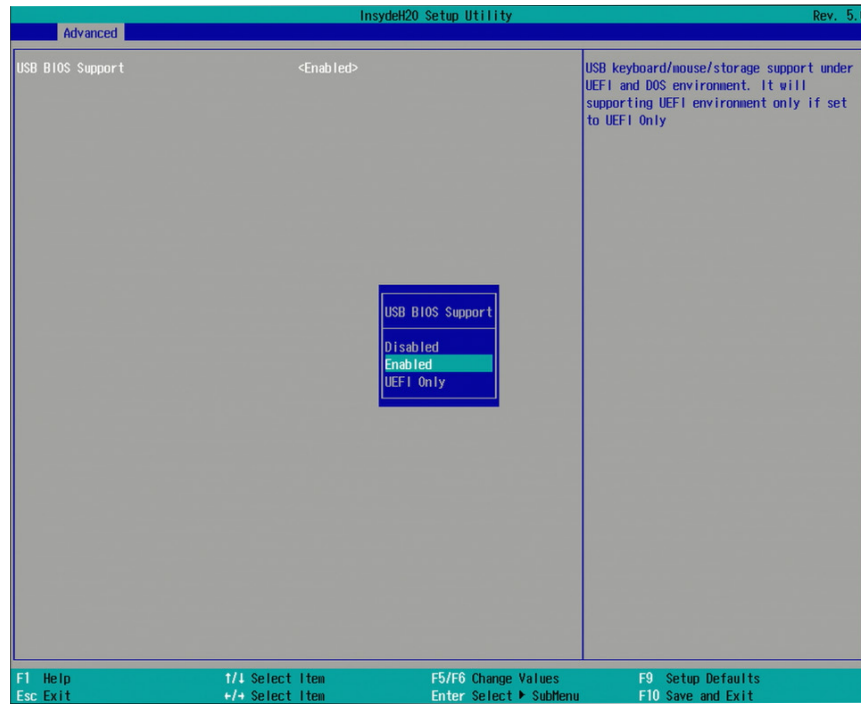 InsydeH20 Setup Utility
Rev. 5.
Advanced
USB BIOS Support
<Enabled>
USB keyboard/mouse/storage support under
UEFI and DOS environment. It will
supporting UEFI environment only if set
to UEFI Only
USB BIOS Support
Disabled
Enabled
UEFI Only
F1 Help
↑/↓ Select Item
F5/F6 Change Values
F9 Setup Defaults
Esc Exit
←/→ Select Item
Enter Select ▶ SubMenu
F10 Save and Exit